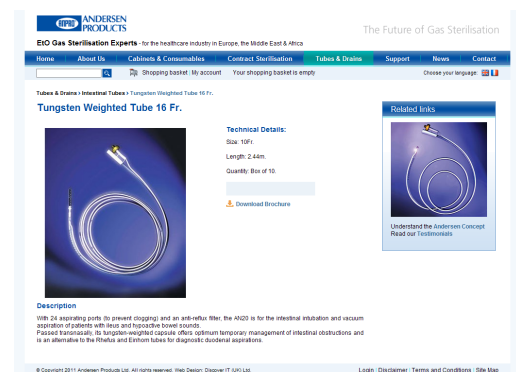 ANDERSEN
PRODUCTS
The Future of Gas Sterilisation
EtO Gas Sterilisation Experts - for the healthcare industry in Europe, the Middle East & Africa
Home About Us Cabinets & Consumables Contract Sterilisation Tubes & Drains Support News Contact
Shopping basket : My account Your shopping basket is empty Choose your language:
Tubes & Drains › Intestinal Tubes › Tungsten Weighted Tube 16 Fr.
Tungsten Weighted Tube 16 Fr.
Related links
Technical Details:
Size: 10Fr.
Length: 2.44m.
Quantity: Box of 10.
Download Brochure
Understand the Andersen Concept
Read our Testimonials
Description
With 24 aspirating ports (to prevent clogging) and an anti-reflux filter, the AN20 is for the intestinal intubation and vacuum
aspiration of patients with ileus and hypoactive bowel sounds.
Passed transnasally, its tungsten-weighted capsule offers optimum temporary management of intestinal obstructions and
is an alternative to the Rhefus and Einhorn tubes for diagnostic duodenal aspirations.
© Copyright 2011 Andersen Products Ltd. All rights reserved. Web Design: Discover IT (UK) Ltd. Login : Disclaimer : Terms and Conditions : Site Map